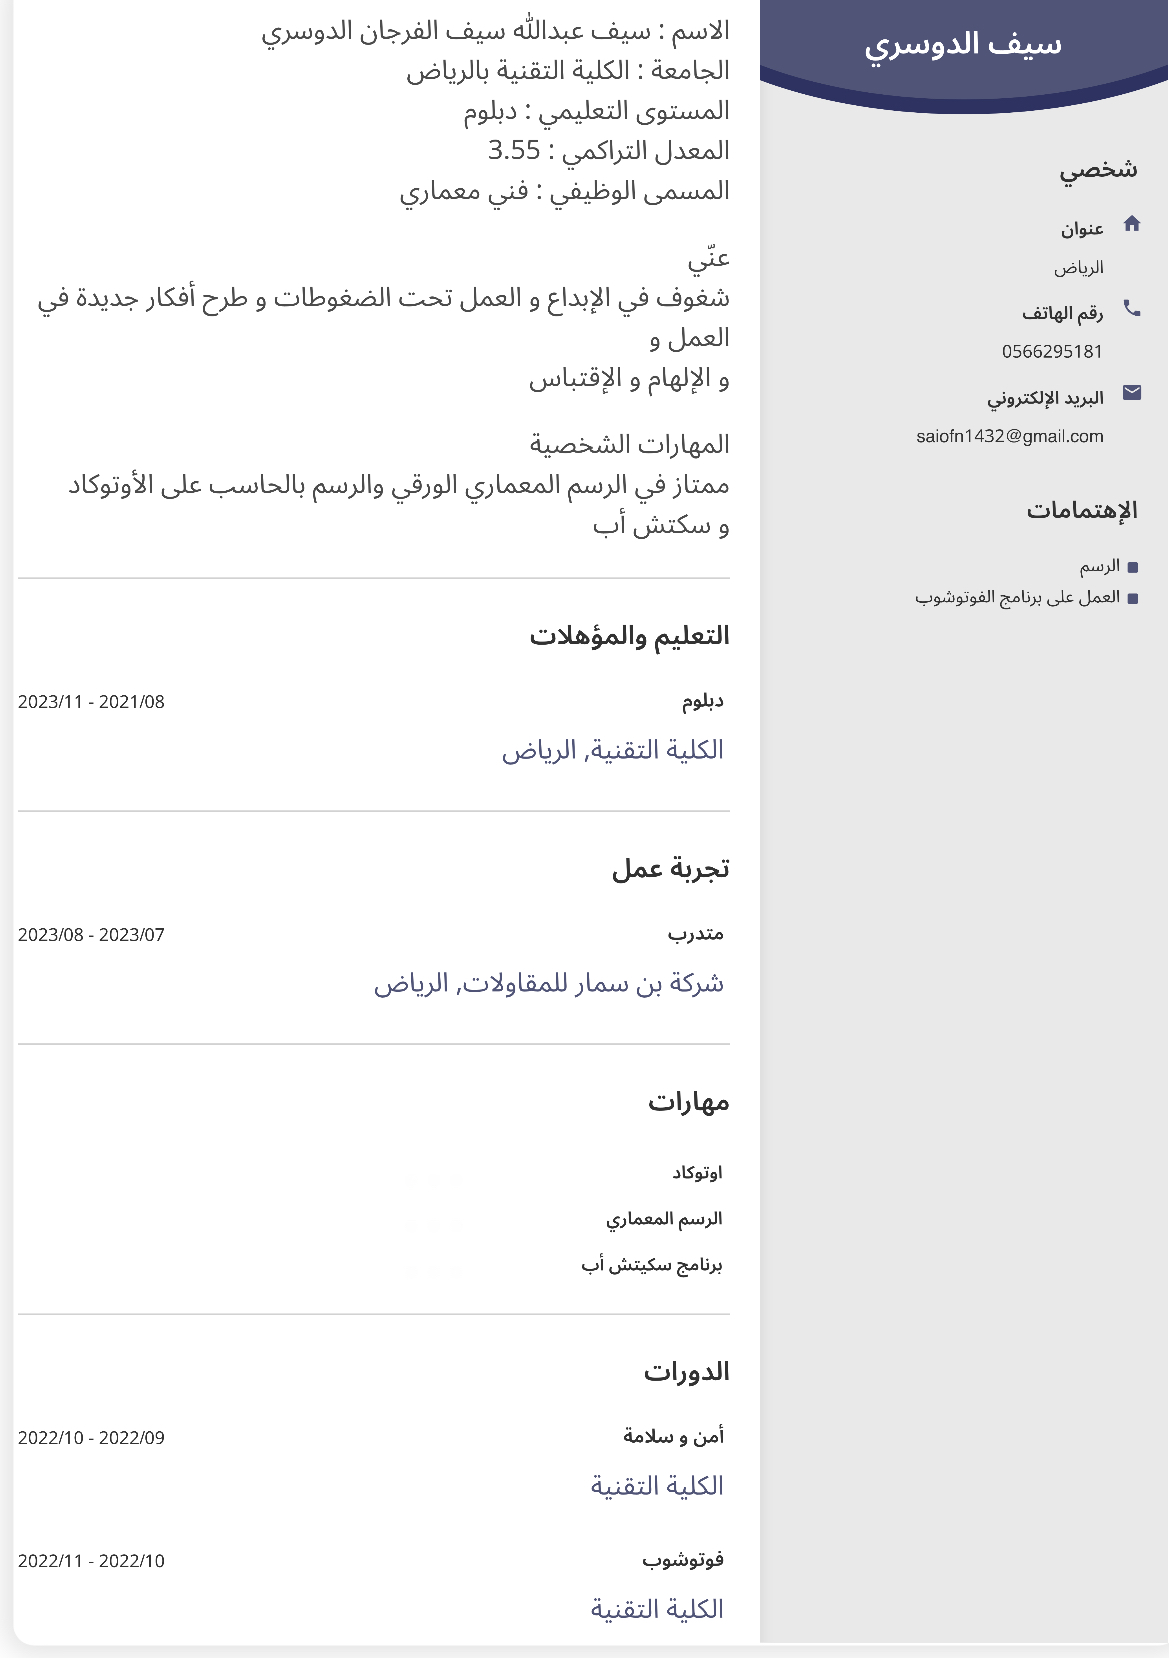 سيف الدوسري
شخصي
عنوان
الرياض
رقم الهاتف
0566295181
البريد الإلكتروني
saiofn1432@gmail.com
الإهتمامات
الرسم
العمل على برنامج الفوتوشوب
الاسم : سيف عبدالله سيف الفرجان الدوسري
الجامعة : الكلية التقنية بالرياض
المستوى التعليمي : دبلوم
المعدل التراكمي : 3.55
المسمى الوظيفي : فني معماري
عنّي
شغوف في الإبداع و العمل تحت الضغوطات و طرح أفكار جديدة في
العمل و
و الإلهام و الإقتباس
المهارات الشخصية
ممتاز في الرسم المعماري الورقي والرسم بالحاسب على الأوتوكاد
و سكتش أب
التعليم والمؤهلات
دبلوم 2021/08 - 2023/11
الكلية التقنية, الرياض
تجربة عمل
متدرب 2023/07 - 2023/08
شركة بن سمار للمقاولات, الرياض
مهارات
اوتوكاد
الرسم المعماري
برنامج سكيتش أب
الدورات
أمن و سلامة 2022/09 - 2022/10
الكلية التقنية
فوتوشوب 2022/10 - 2022/11
الكلية التقنية